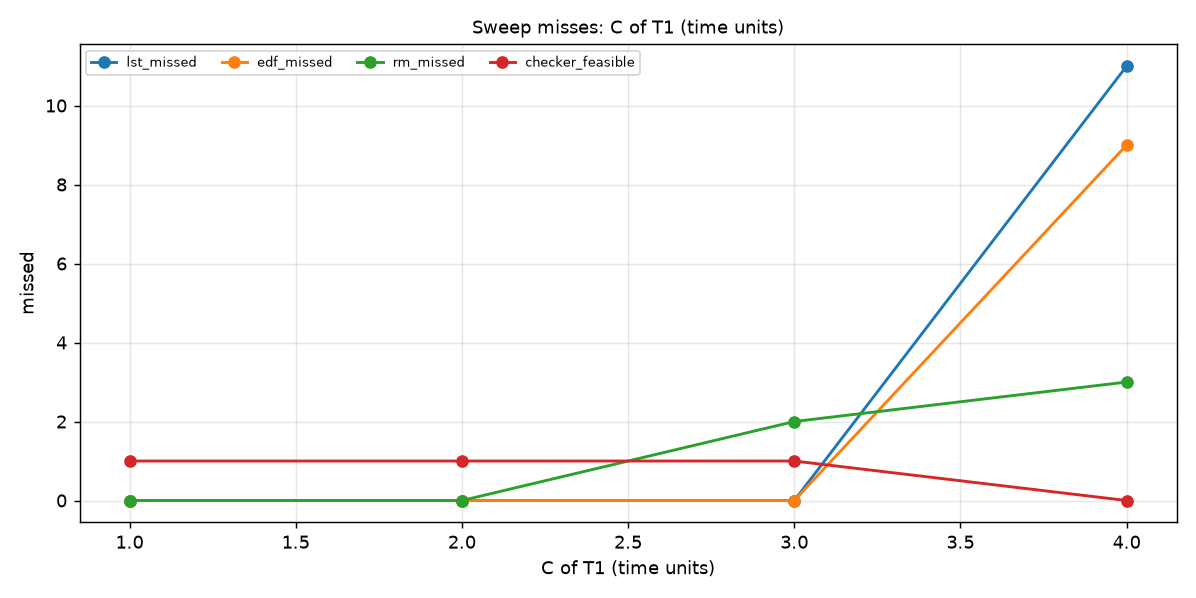 Sweep misses: C of T1 (time units)
lst_missed edf_missed rm_missed checker_feasible
missed
10
8
6
4
2
0
1.0 1.5 2.0 2.5 3.0 3.5 4.0
C of T1 (time units)